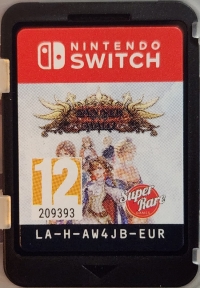 NINTENDO
SWITCH
12
209393
Super Rare
LA-H-AW4JB-EUR